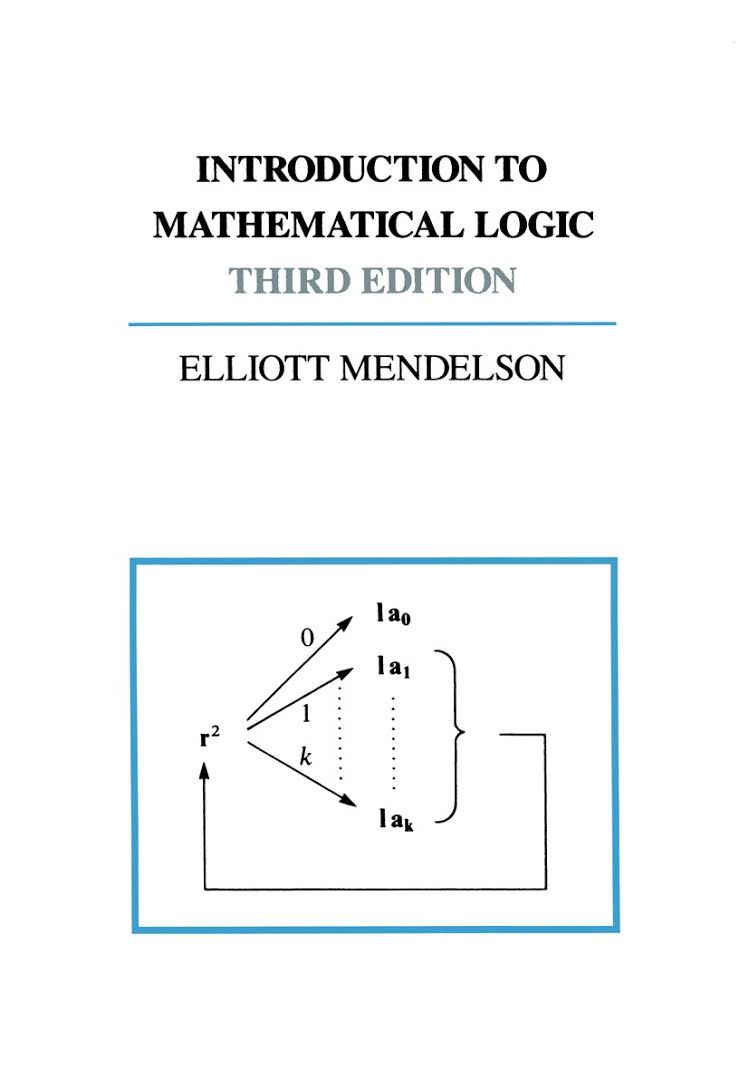 INTRODUCTION TO
MATHEMATICAL LOGIC
THIRD EDITION
ELLIOTT MENDELSON
0
l a₀
1
l a₁
r²
k
l aₖ